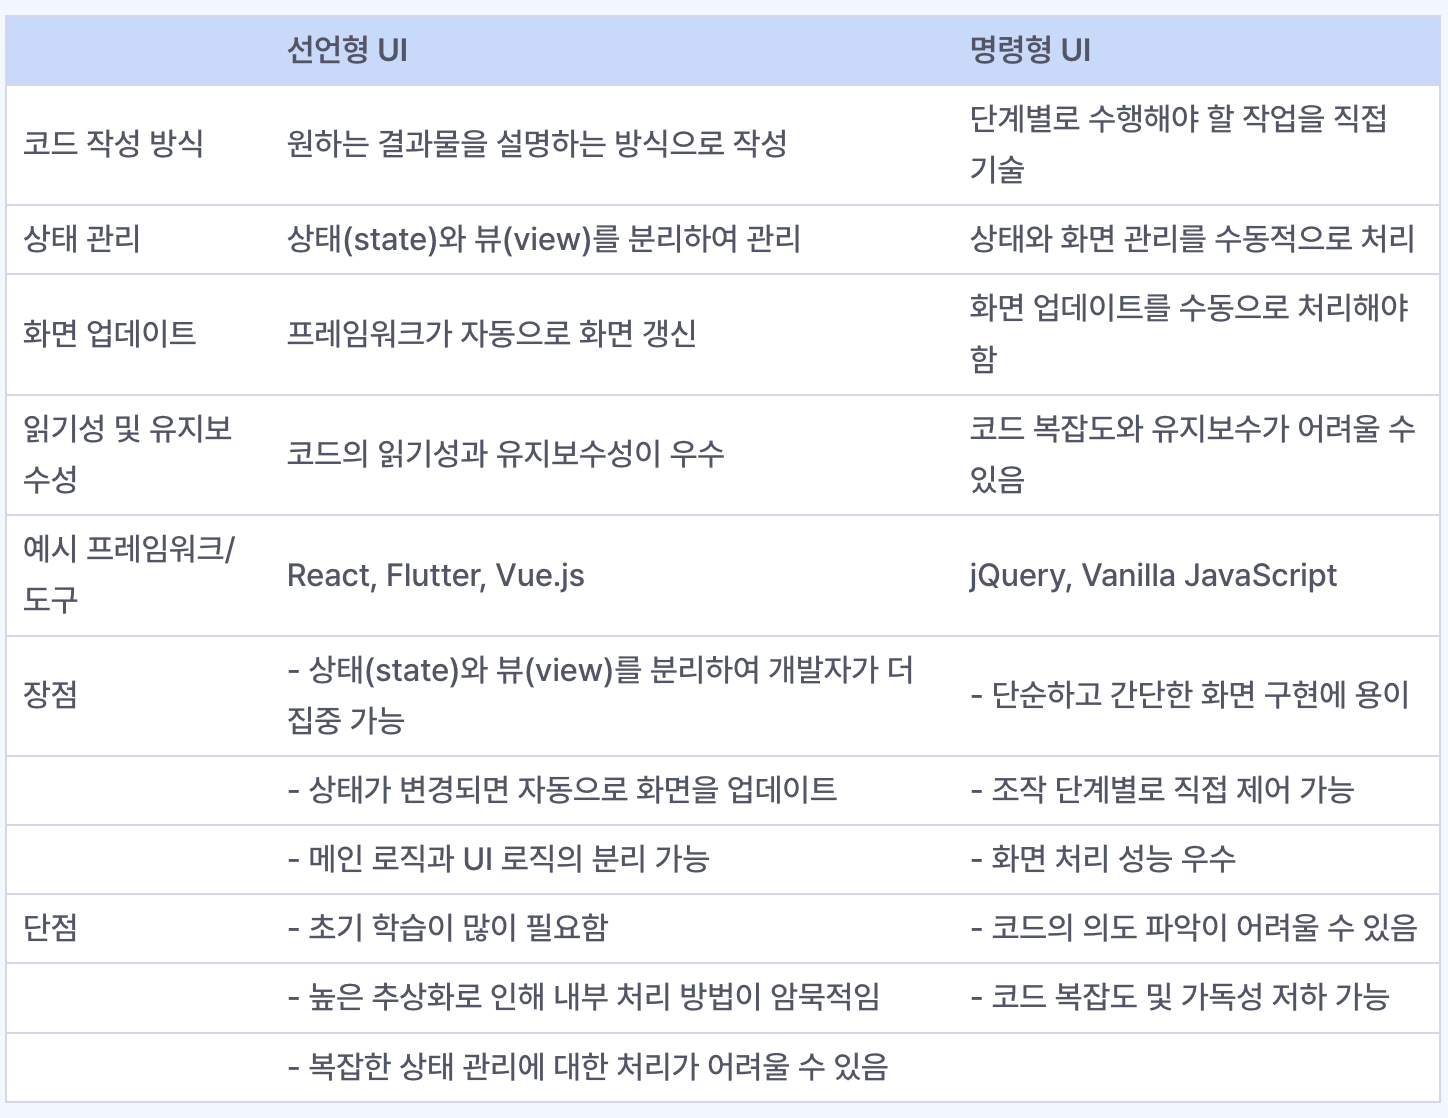 선언형 UI 명령형 UI
코드 작성 방식 원하는 결과물을 설명하는 방식으로 작성 단계별로 수행해야 할 작업을 직접
기술
상태 관리 상태(state)와 뷰(view)를 분리하여 관리 상태와 화면 관리를 수동적으로 처리
화면 업데이트 프레임워크가 자동으로 화면 갱신 화면 업데이트를 수동으로 처리해야
함
읽기성 및 유지보
수성
코드의 읽기성과 유지보수성이 우수
코드 복잡도와 유지보수가 어려울 수
있음
예시 프레임워크/
도구
React, Flutter, Vue.js jQuery, Vanilla JavaScript
장점
- 상태(state)와 뷰(view)를 분리하여 개발자가 더
집중 가능
- 단순하고 간단한 화면 구현에 용이
- 상태가 변경되면 자동으로 화면을 업데이트 - 조작 단계별로 직접 제어 가능
- 메인 로직과 UI 로직의 분리 가능 - 화면 처리 성능 우수
단점 - 초기 학습이 많이 필요함 - 코드의 의도 파악이 어려울 수 있음
- 높은 추상화로 인해 내부 처리 방법이 암묵적임 - 코드 복잡도 및 가독성 저하 가능
- 복잡한 상태 관리에 대한 처리가 어려울 수 있음